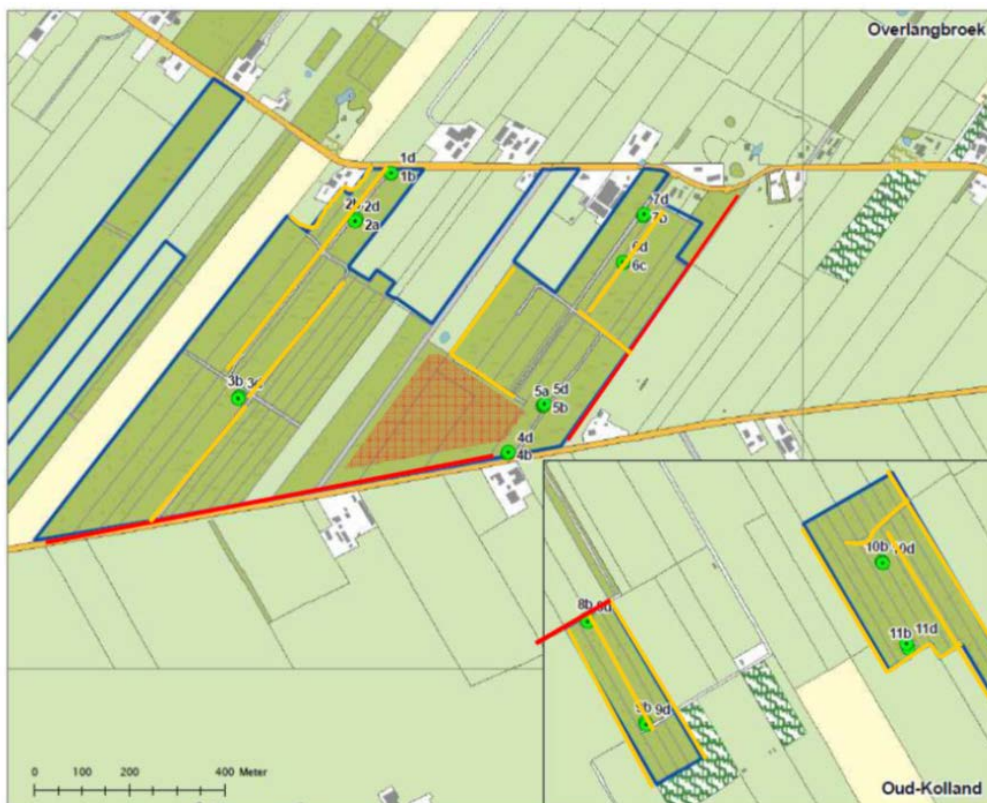 Overlangbroek
1d
1b
2b 2d
2a
7d
7b
6d
6c
3b 3d
5a 5d
5b
4d
4b
10b 10d
8b 8d
11b 11d
9b 9d
0 100 200 400 Meter
Oud-Kolland